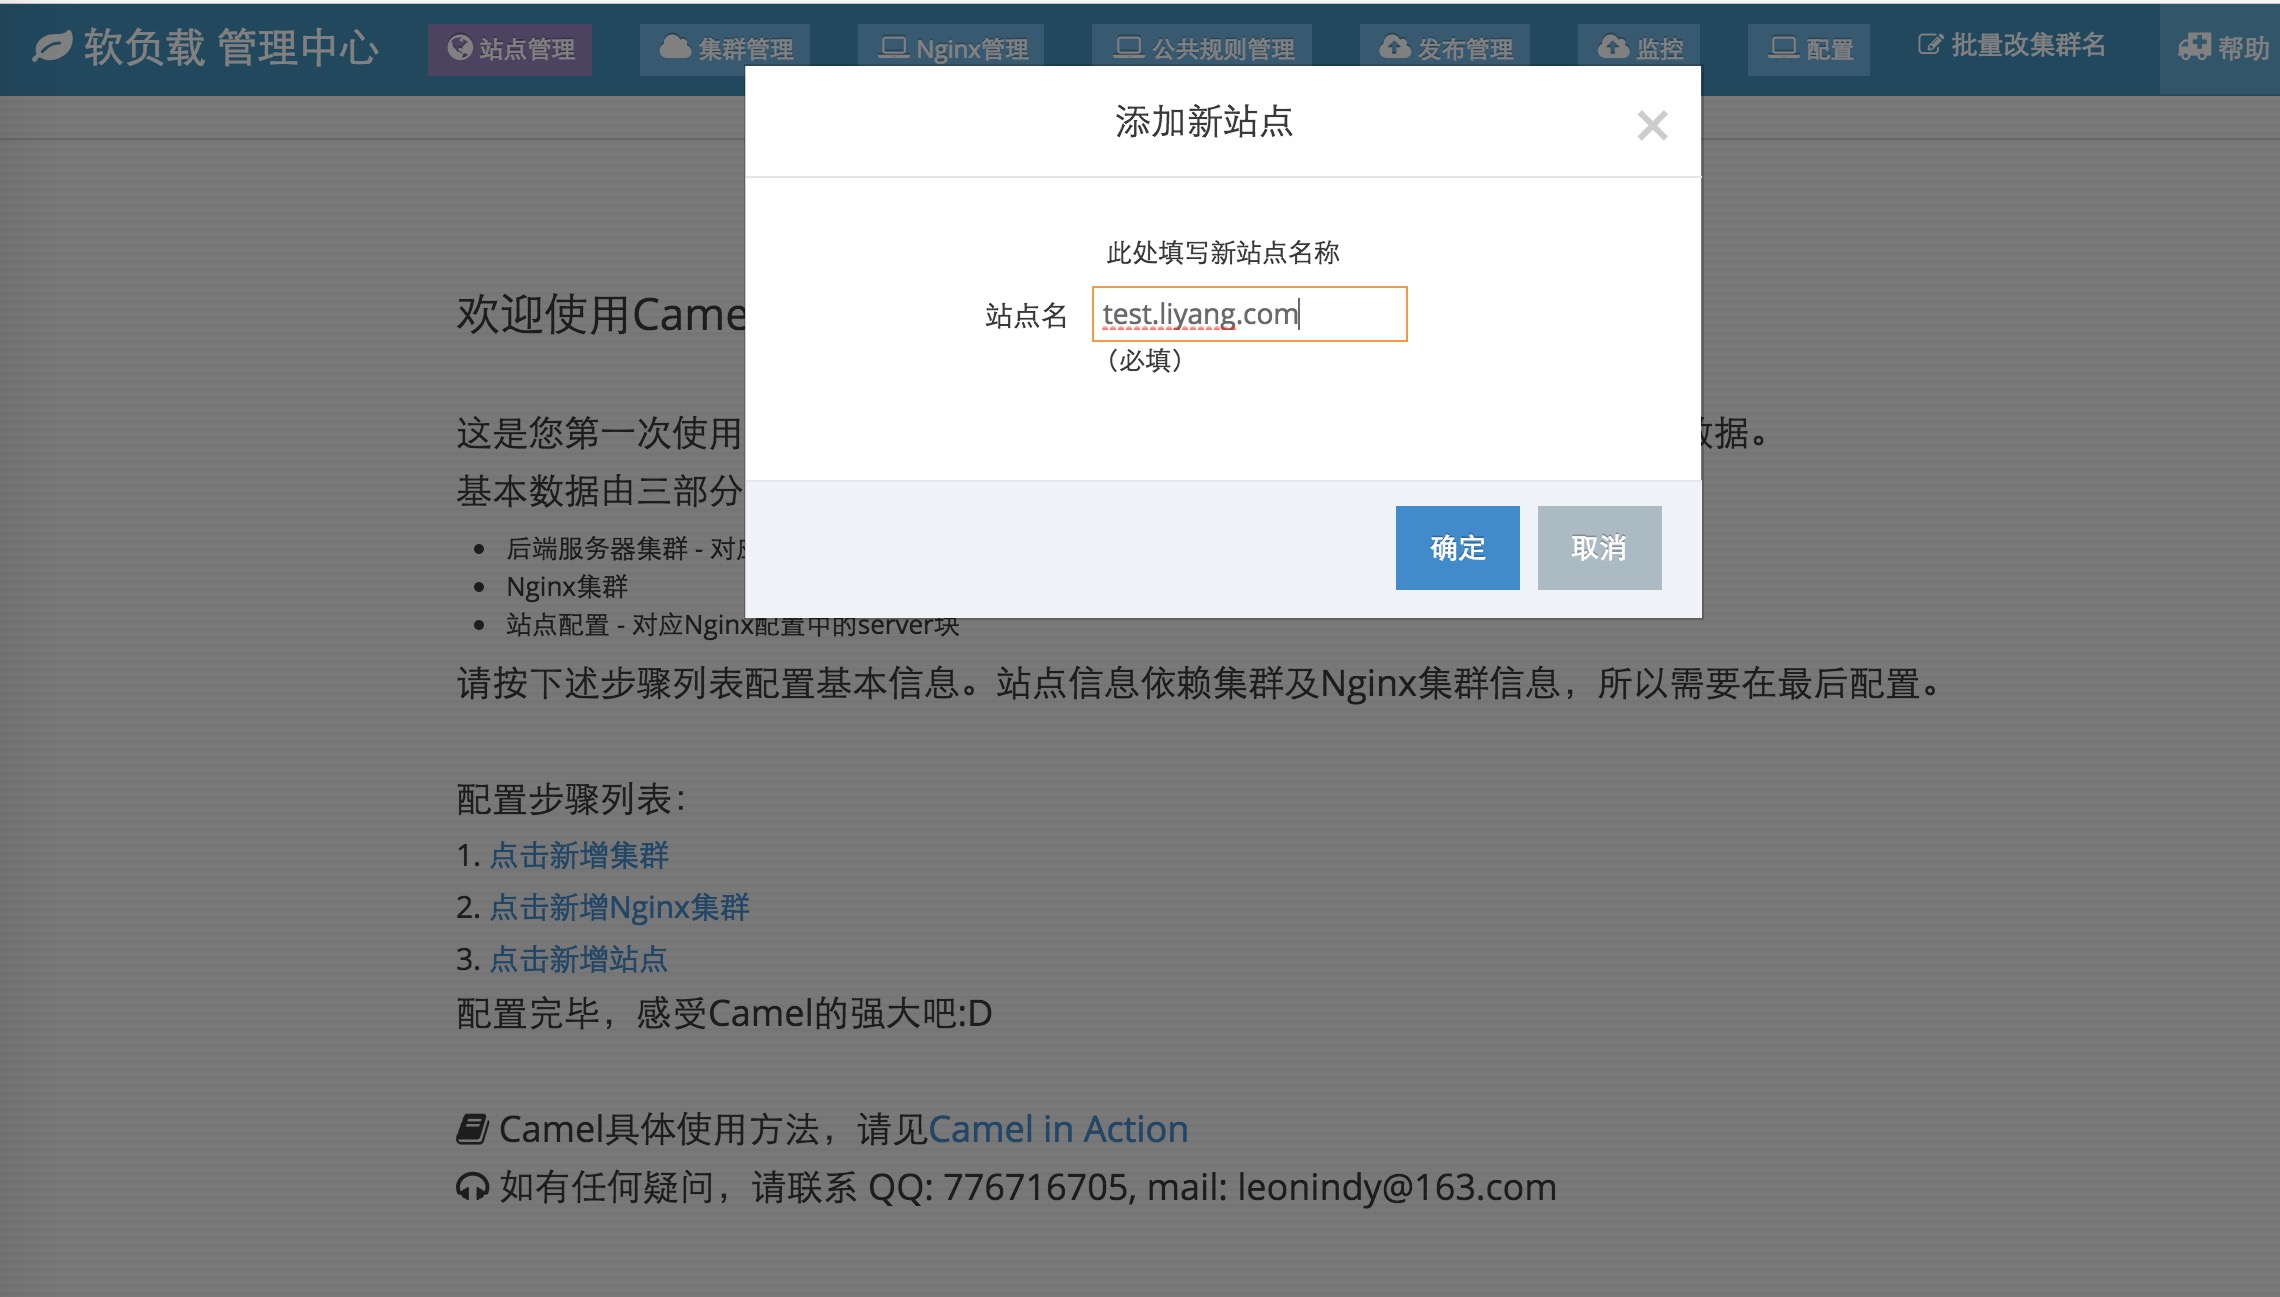 软负载 管理中心
站点管理
集群管理
Nginx管理
公共规则管理
发布管理
监控
配置
批量改集群名
帮助
添加新站点
此处填写新站点名称
站点名
test.liyang.com
（必填）
确定
取消
欢迎使用Came
这是您第一次使用
据。
基本数据由三部分
后端服务器集群 - 对
Nginx集群
站点配置 - 对应Nginx配置中的server块
请按下述步骤列表配置基本信息。站点信息依赖集群及Nginx集群信息，所以需要在最后配置。
配置步骤列表：
1. 点击新增集群
2. 点击新增Nginx集群
3. 点击新增站点
配置完毕，感受Camel的强大吧:D
Camel具体使用方法，请见Camel in Action
如有任何疑问，请联系 QQ: 776716705, mail: leonindy@163.com